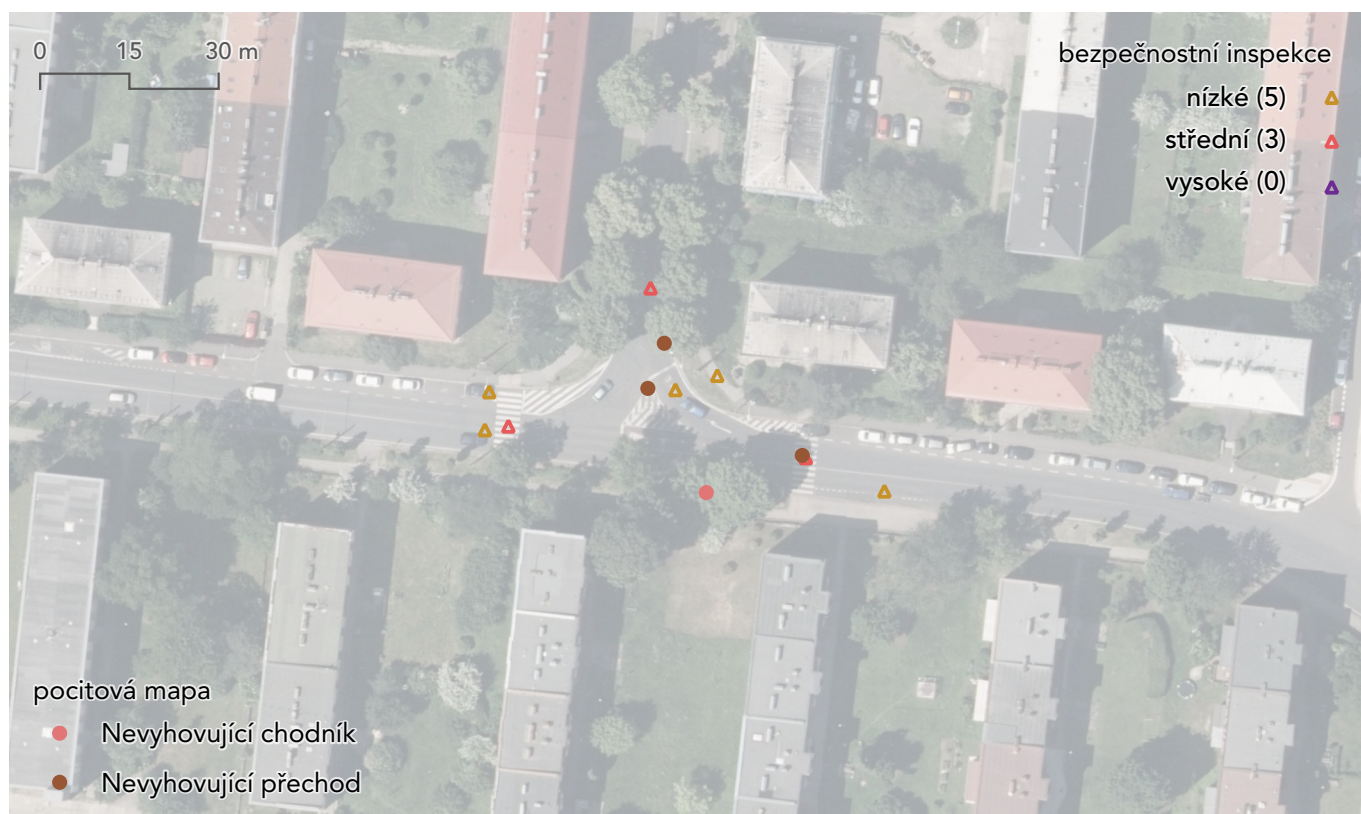 0 15 30 m
bezpečnostní inspekce
nízké (5)
střední (3)
vysoké (0)
pocitová mapa
Nevyhovující chodník
Nevyhovující přechod